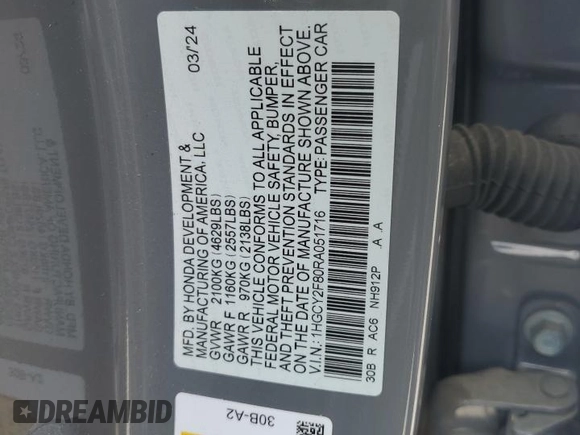 MFD. BY HONDA DEVELOPMENT &
MANUFACTURING OF AMERICA, LLC 03/24
GVWR 2100KG (4629LBS)
GAWR F 1160KG (2557LBS)
GAWR R 970KG (2138LBS)
THIS VEHICLE CONFORMS TO ALL APPLICABLE
FEDERAL MOTOR VEHICLE SAFETY, BUMPER,
AND THEFT PREVENTION STANDARDS IN EFFECT
ON THE DATE OF MANUFACTURE SHOWN ABOVE.
V.I.N.: 1HGCY2F80RA051716 TYPE: PASSENGER CAR
30B R AC6 NH912P A A
30B-A2
DREAMBID